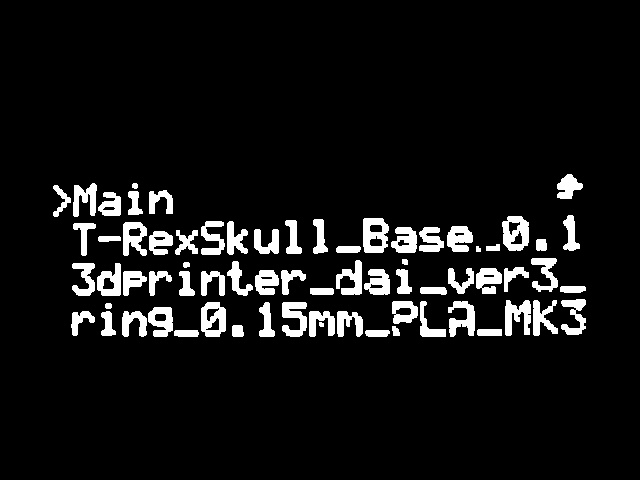 >Main
T-RexSkull_Base_0.1
3dprinter_dai_ver3_
ring_0.15mm_PLA_MK3